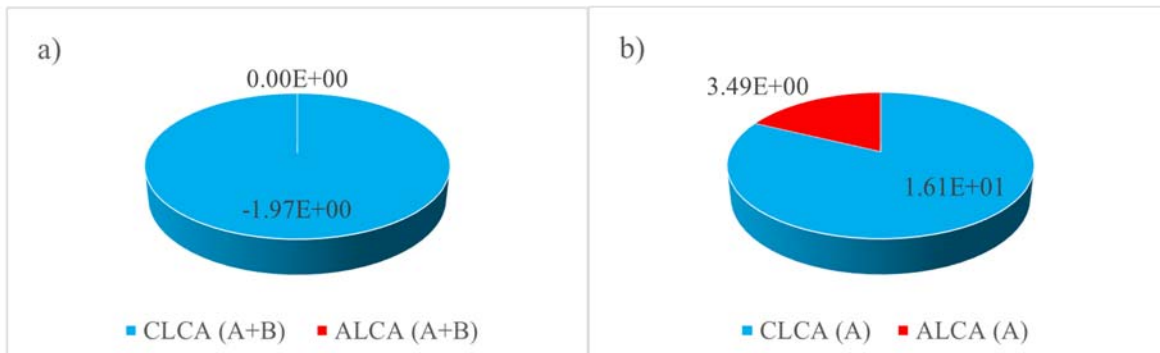 a)
0.00E+00
-1.97E+00
CLCA (A+B) ALCA (A+B)
b)
3.49E+00
1.61E+01
CLCA (A) ALCA (A)